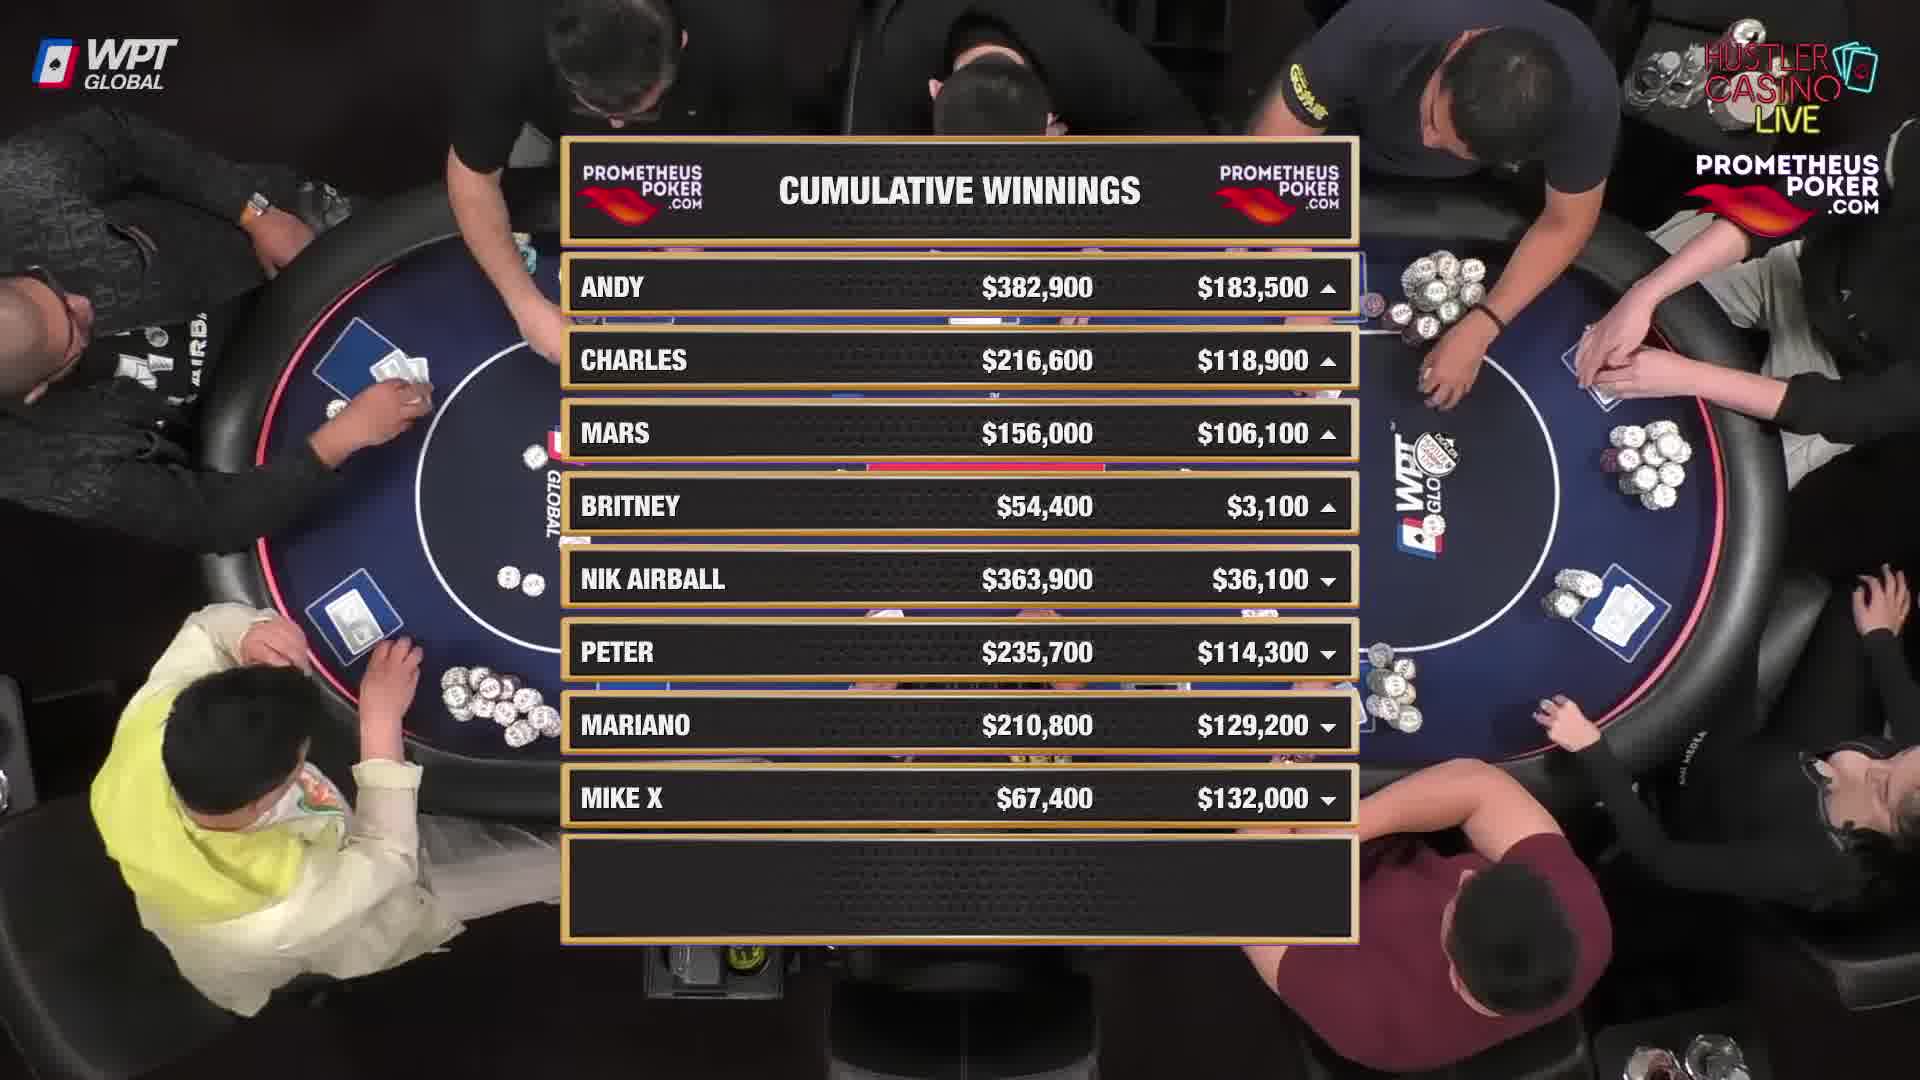 WPT
GLOBAL
HUSTLER
CASINO
LIVE
PROMETHEUS
POKER
.COM
PROMETHEUS
POKER
.COM
CUMULATIVE WINNINGS
PROMETHEUS
POKER
.COM
ANDY $382,900 $183,500
CHARLES $216,600 $118,900
MARS $156,000 $106,100
BRITNEY $54,400 $3,100
NIK AIRBALL $363,900 $36,100
PETER $235,700 $114,300
MARIANO $210,800 $129,200
MIKE X $67,400 $132,000
GLOBAL
WPT
GLO